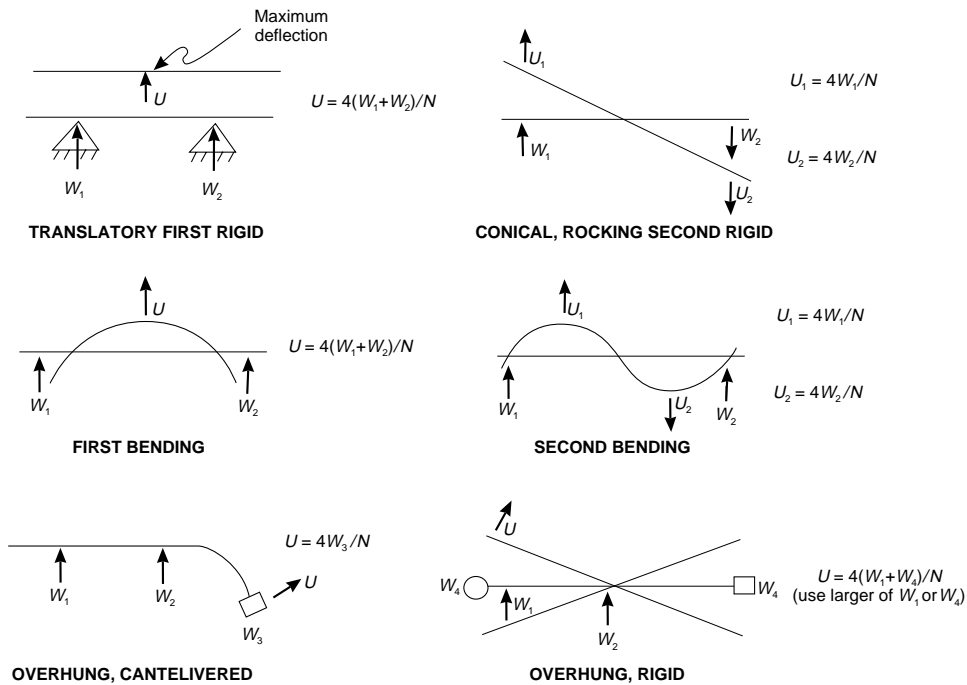 Maximum
deflection
U
U = 4(W₁+W₂)/N
W₁
W₂
TRANSLATORY FIRST RIGID
U₁
U₁ = 4W₁/N
W₁
W₂
U₂ = 4W₂/N
U₂
CONICAL, ROCKING SECOND RIGID
U
U = 4(W₁+W₂)/N
W₁
W₂
FIRST BENDING
U₁
U₁ = 4W₁/N
W₁
U₂
W₂
U₂ = 4W₂/N
SECOND BENDING
U = 4W₃/N
W₁
W₂
U
W₃
OVERHUNG, CANTELIVERED
U
W₄
W₁
W₂
W₄
U = 4(W₁+W₄)/N
(use larger of W₁ or W₄)
OVERHUNG, RIGID